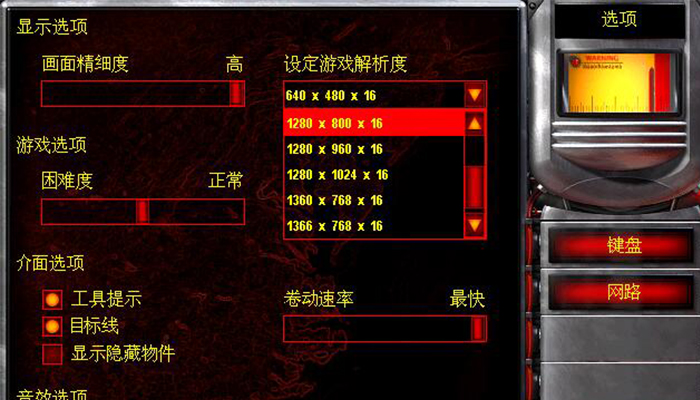 显示选项
选项
画面精细度 高
设定游戏解析度
WARNING
640 x 480 x 16
1280 x 800 x 16
1280 x 960 x 16
1280 x 1024 x 16
1360 x 768 x 16
1366 x 768 x 16
游戏选项
困难度 正常
键盘
网路
介面选项
工具提示
目标线
显示隐藏物件
卷动速率 最快
音效选项